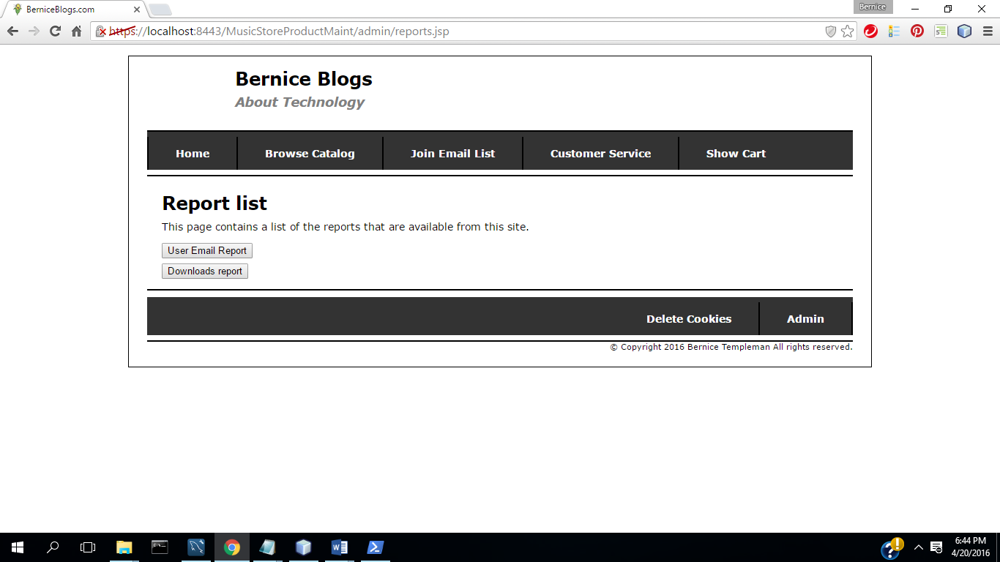 BerniceBlogs.com
Bernice
https://localhost:8443/MusicStoreProductMaint/admin/reports.jsp
Bernice Blogs
About Technology
Home Browse Catalog Join Email List Customer Service Show Cart
Report list
This page contains a list of the reports that are available from this site.
User Email Report
Downloads report
Delete Cookies Admin
© Copyright 2016 Bernice Templeman All rights reserved.
6:44 PM
4/20/2016